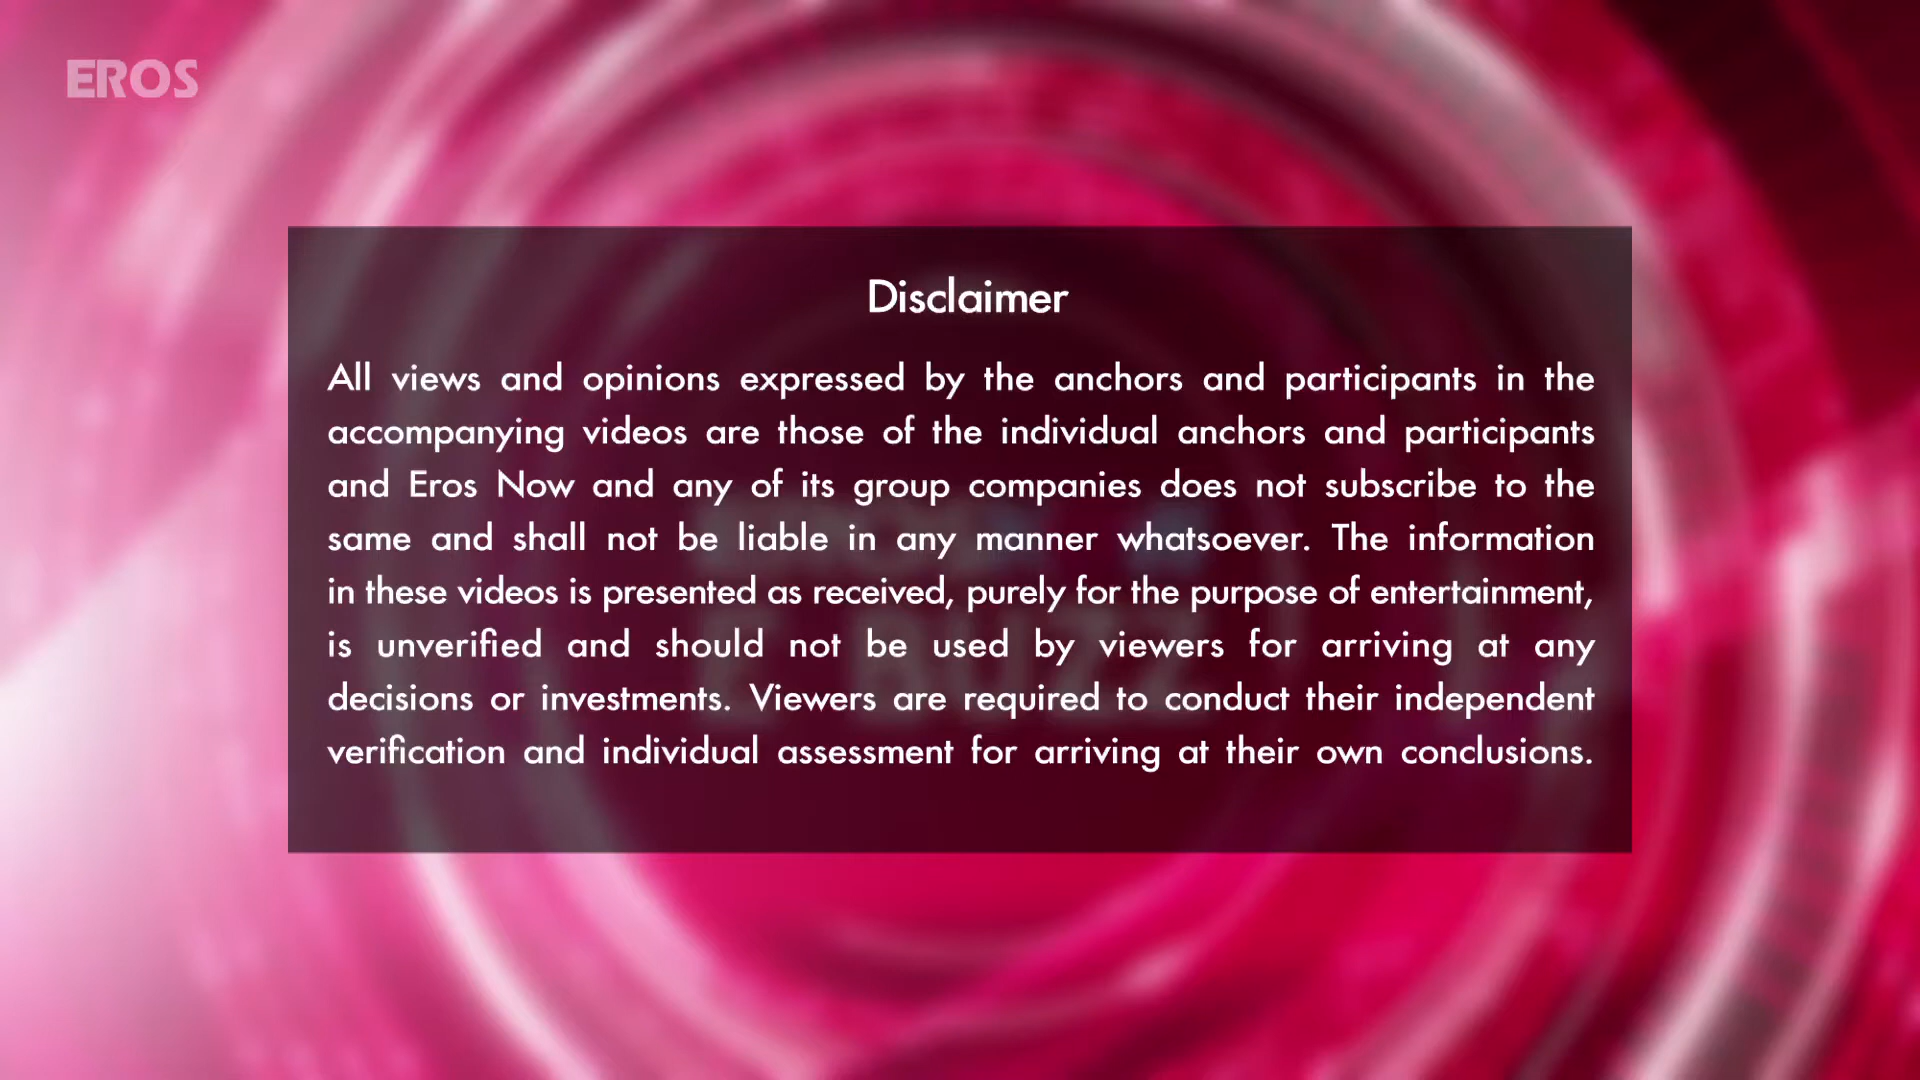 EROS
Disclaimer
All views and opinions expressed by the anchors and participants in the
accompanying videos are those of the individual anchors and participants
and Eros Now and any of its group companies does not subscribe to the
same and shall not be liable in any manner whatsoever. The information
in these videos is presented as received, purely for the purpose of entertainment,
is unverified and should not be used by viewers for arriving at any
decisions or investments. Viewers are required to conduct their independent
verification and individual assessment for arriving at their own conclusions.